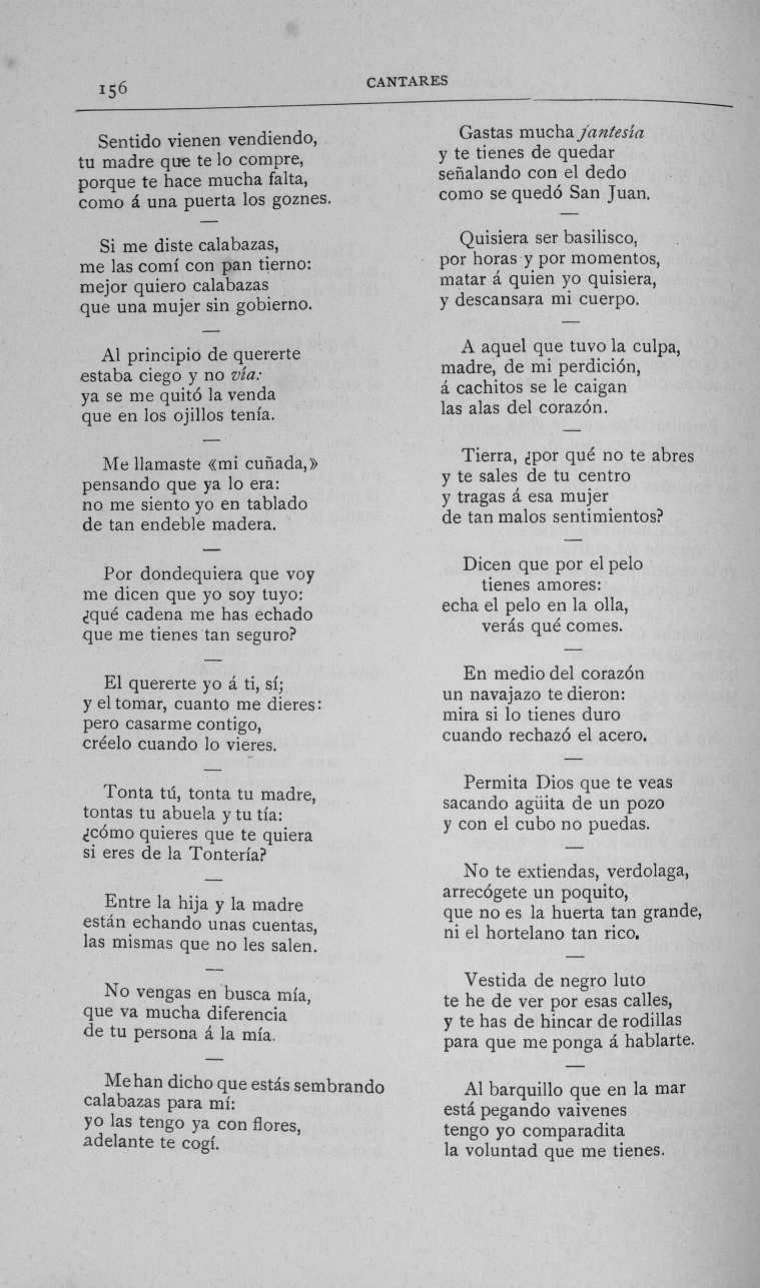 156
CANTARES
Sentido vienen vendiendo,
tu madre que te lo compre,
porque te hace mucha falta,
como á una puerta los goznes.
Si me diste calabazas,
me las comí con pan tierno:
mejor quiero calabazas
que una mujer sin gobierno.
Al principio de quererte
estaba ciego y no vía:
ya se me quitó la venda
que en los ojillos tenía.
Me llamaste «mi cuñada,»
pensando que ya lo era:
no me siento yo en tablado
de tan endeble madera.
Por dondequiera que voy
me dicen que yo soy tuyo:
¿qué cadena me has echado
que me tienes tan seguro?
El quererte yo á ti, sí;
y el tomar, cuanto me dieres:
pero casarme contigo,
créelo cuando lo vieres.
Tonta tú, tonta tu madre,
tontas tu abuela y tu tía:
¿cómo quieres que te quiera
si eres de la Tontería?
Entre la hija y la madre
están echando unas cuentas,
las mismas que no les salen.
No vengas en busca mía,
que va mucha diferencia
de tu persona á la mía.
Me han dicho que estás sembrando
calabazas para mí:
yo las tengo ya con flores,
adelante te cogí.
Gastas mucha jantesía
y te tienes de quedar
señalando con el dedo
como se quedó San Juan.
Quisiera ser basilisco,
por horas y por momentos,
matar á quien yo quisiera,
y descansara mi cuerpo.
A aquel que tuvo la culpa,
madre, de mi perdición,
á cachitos se le caigan
las alas del corazón.
Tierra, ¿por qué no te abres
y te sales de tu centro
y tragas á esa mujer
de tan malos sentimientos?
Dicen que por el pelo
tienes amores:
echa el pelo en la olla,
verás qué comes.
En medio del corazón
un navajazo te dieron:
mira si lo tienes duro
cuando rechazó el acero.
Permita Dios que te veas
sacando agüita de un pozo
y con el cubo no puedas.
No te extiendas, verdolaga,
arrecógete un poquito,
que no es la huerta tan grande,
ni el hortelano tan rico.
Vestida de negro luto
te he de ver por esas calles,
y te has de hincar de rodillas
para que me ponga á hablarte.
Al barquillo que en la mar
está pegando vaivenes
tengo yo comparadita
la voluntad que me tienes.